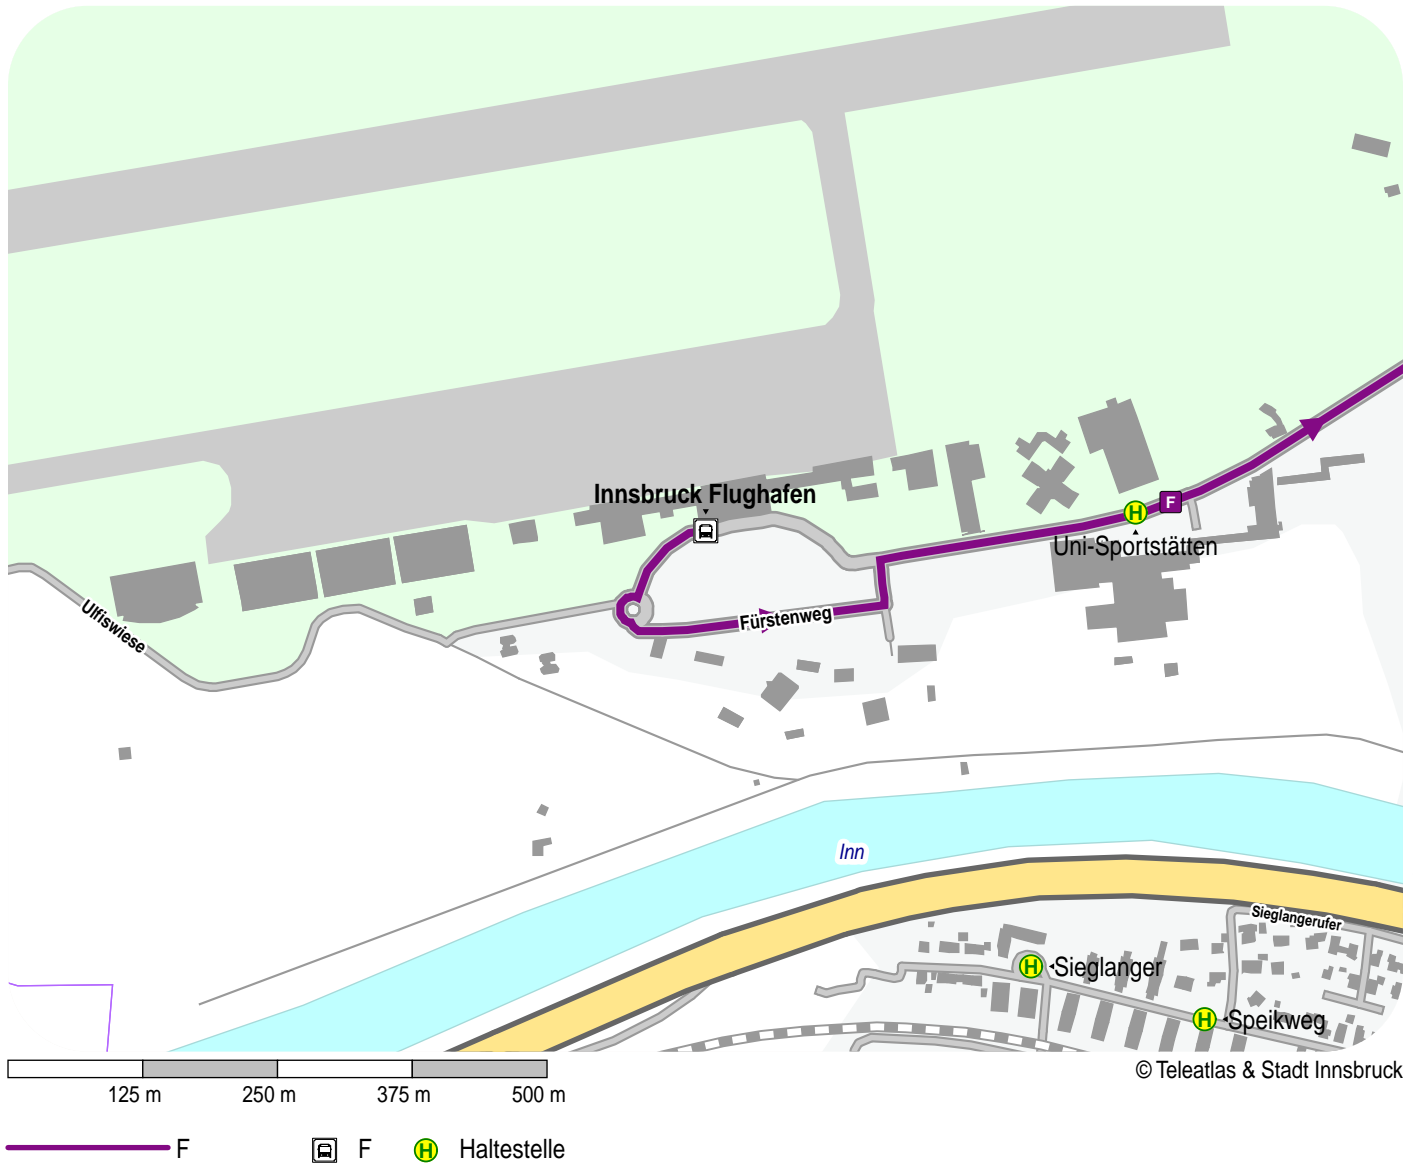 Innsbruck Flughafen
F
H
Uni-Sportstätten
Ulfiswiese
Fürstenweg
Inn
Sieglangerufer
H
Sieglanger
H
Speikweg
125 m
250 m
375 m
500 m
© Teleatlas & Stadt Innsbruck
F
F
H
Haltestelle